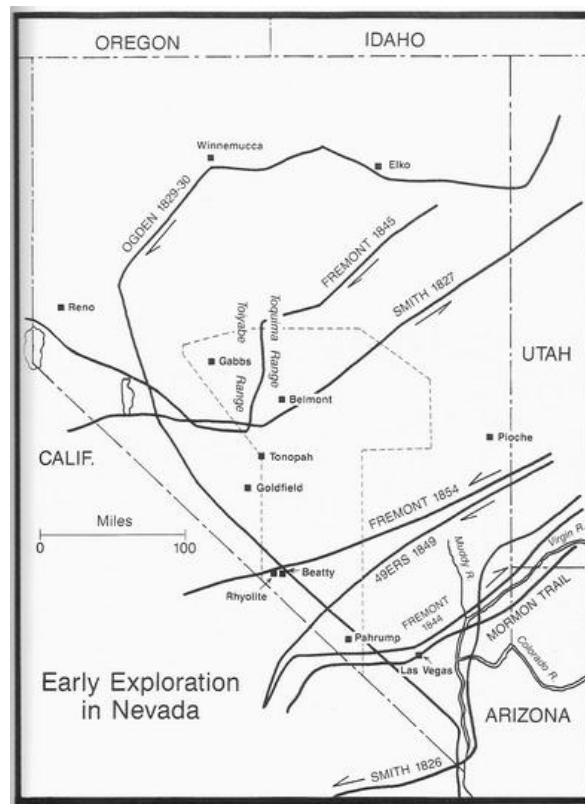 OREGON
IDAHO
Winnemucca
Elko
OGDEN 1829-30
FREMONT 1845
SMITH 1827
Reno
Toiyabe Range
Toquima Range
Gabbs
Belmont
UTAH
CALIF.
Tonopah
Pioche
Goldfield
Miles
0 100
FREMONT 1854
49ERS 1849
Muddy R.
Virgin R.
Beatty
Rhyolite
FREMONT
1844
MORMON TRAIL
Pahrump
Las Vegas
Colorado R.
Early Exploration
in Nevada
ARIZONA
SMITH 1826